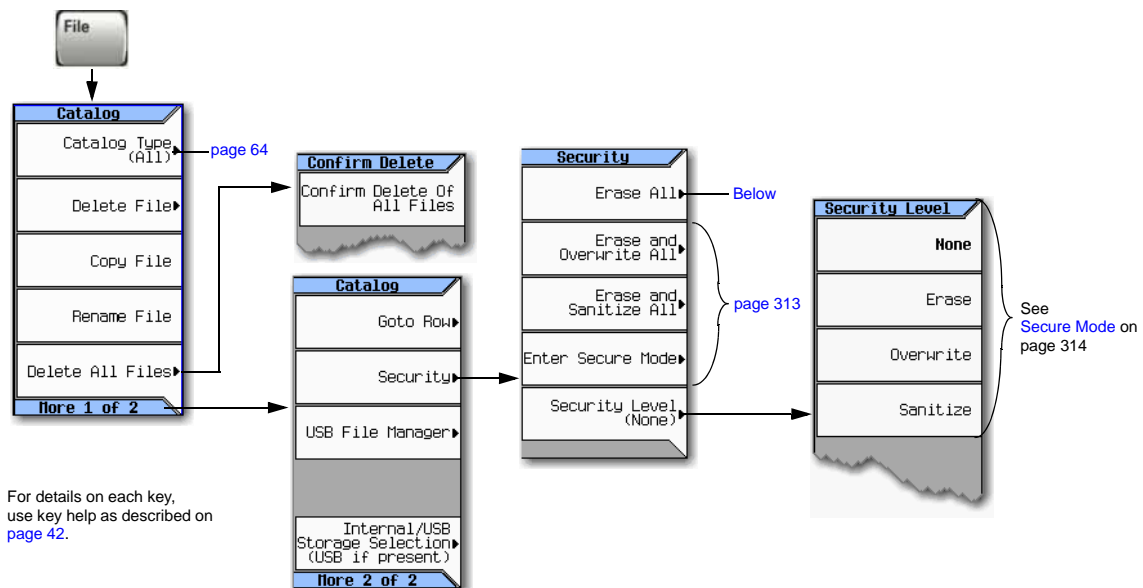 File
Catalog
Catalog Type
(All)
page 64
Delete File
Copy File
Rename File
Delete All Files
More 1 of 2
Confirm Delete
Confirm Delete Of
All Files
Catalog
Goto Row
Security
USB File Manager
Internal/USB
Storage Selection
(USB if present)
More 2 of 2
Security
Erase All
Below
Erase and
Overwrite All
Erase and
Sanitize All
page 313
Enter Secure Mode
Security Level
(None)
Security Level
None
Erase
Overwrite
Sanitize
See
Secure Mode on
page 314
For details on each key,
use key help as described on
page 42.